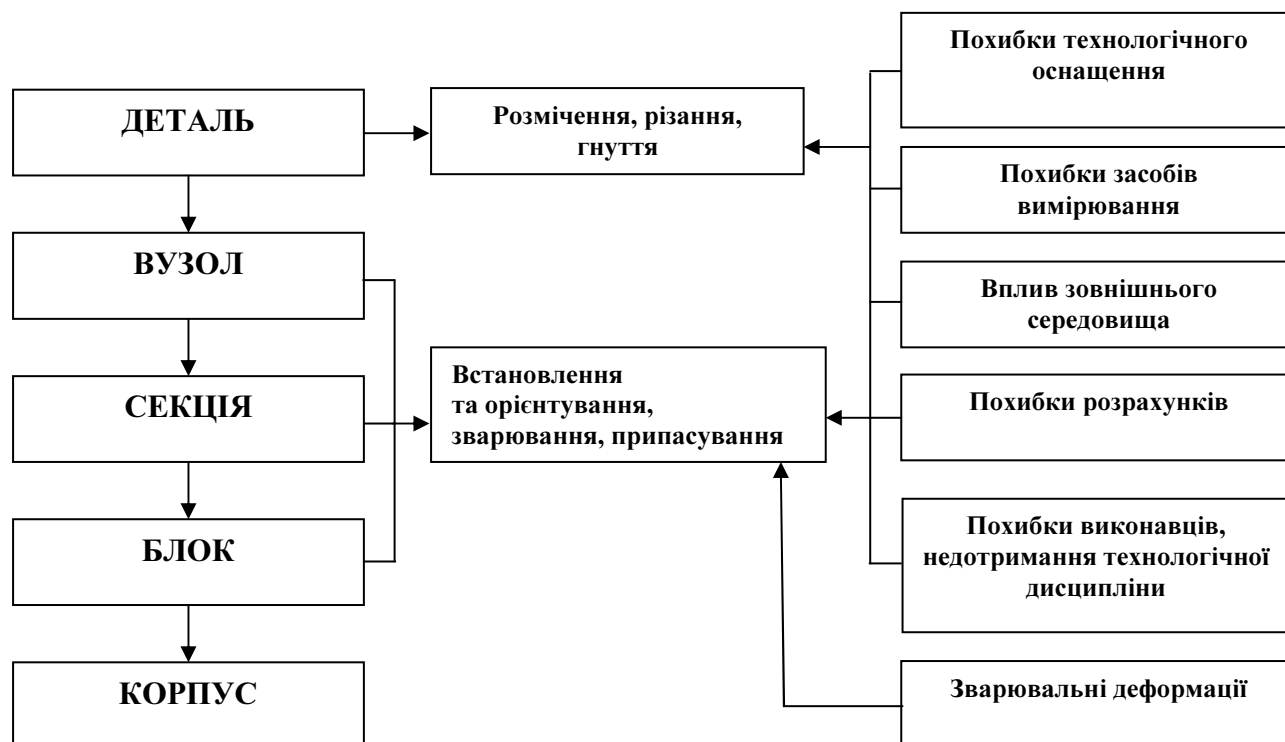 ДЕТАЛЬ
ВУЗОЛ
СЕКЦІЯ
БЛОК
КОРПУС
Розмічення, різання,
гнуття
Встановлення
та орієнтування,
зварювання, припасування
Похибки технологічного
оснащення
Похибки засобів
вимірювання
Вплив зовнішнього
середовища
Похибки розрахунків
Похибки виконавців,
недотримання технологічної
дисципліни
Зварювальні деформації